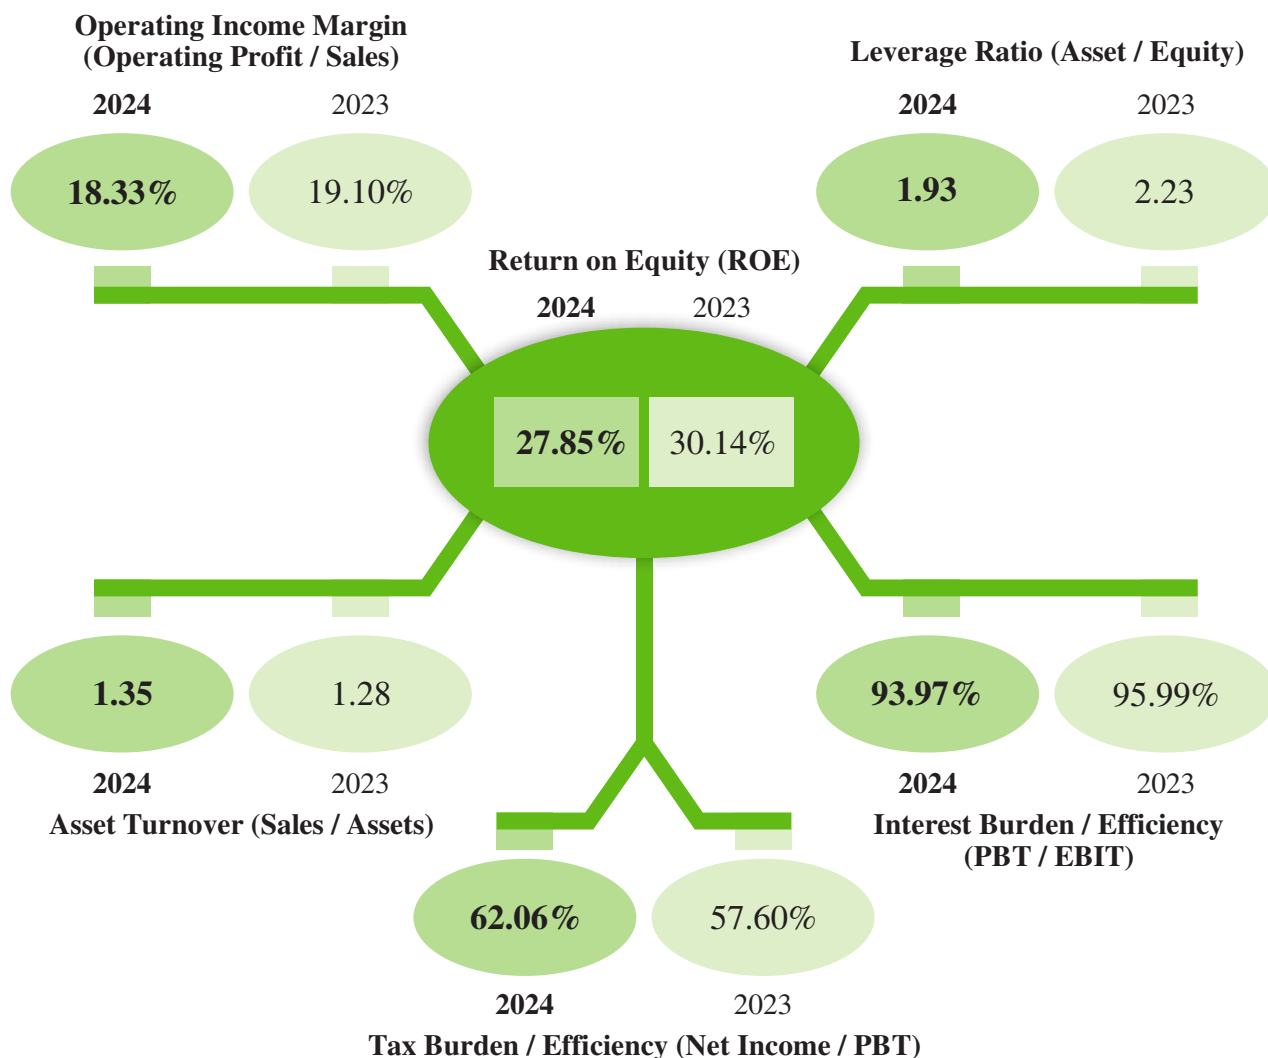 Operating Income Margin
(Operating Profit / Sales)
2024 2023
18.33% 19.10%
Leverage Ratio (Asset / Equity)
2024 2023
1.93 2.23
Return on Equity (ROE)
2024 2023
27.85% 30.14%
1.35 1.28
2024 2023
Asset Turnover (Sales / Assets)
93.97% 95.99%
2024 2023
Interest Burden / Efficiency
(PBT / EBIT)
62.06% 57.60%
2024 2023
Tax Burden / Efficiency (Net Income / PBT)